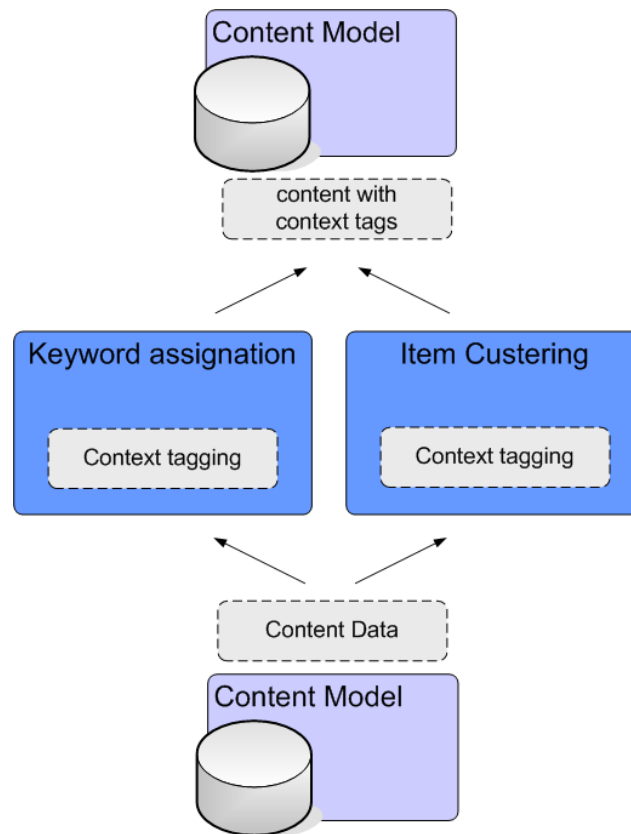 Content Model
content with
context tags
Keyword assignation
Item Custering
Context tagging
Context tagging
Content Data
Content Model